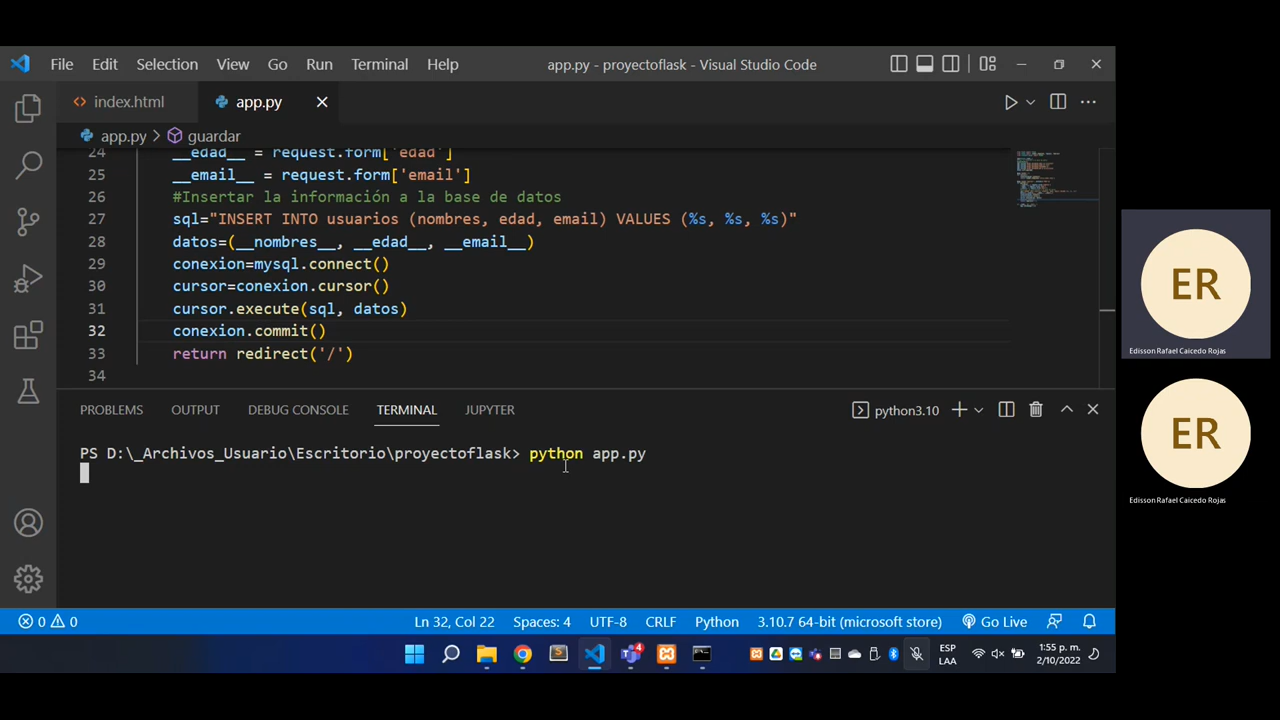 File Edit Selection View Go Run Terminal Help app.py - proyectoflask - Visual Studio Code
index.html app.py
app.py > guardar
24 __edad__ = request.form['edad']
25 __email__ = request.form['email']
26 #Insertar la información a la base de datos
27 sql="INSERT INTO usuarios (nombres, edad, email) VALUES (%s, %s, %s)"
28 datos=(__nombres__, __edad__, __email__)
29 conexion=mysql.connect()
30 cursor=conexion.cursor()
31 cursor.execute(sql, datos)
32 conexion.commit()
33 return redirect('/')
34
PROBLEMS OUTPUT DEBUG CONSOLE TERMINAL JUPYTER python3.10
PS D:\_Archivos_Usuario\Escritorio\proyectoflask> python app.py
0 0 Ln 32, Col 22 Spaces: 4 UTF-8 CRLF Python 3.10.7 64-bit (microsoft store) Go Live
4 ESP LAA 1:55 p. m. 2/10/2022
ER
Edisson Rafael Caicedo Rojas
ER
Edisson Rafael Caicedo Rojas